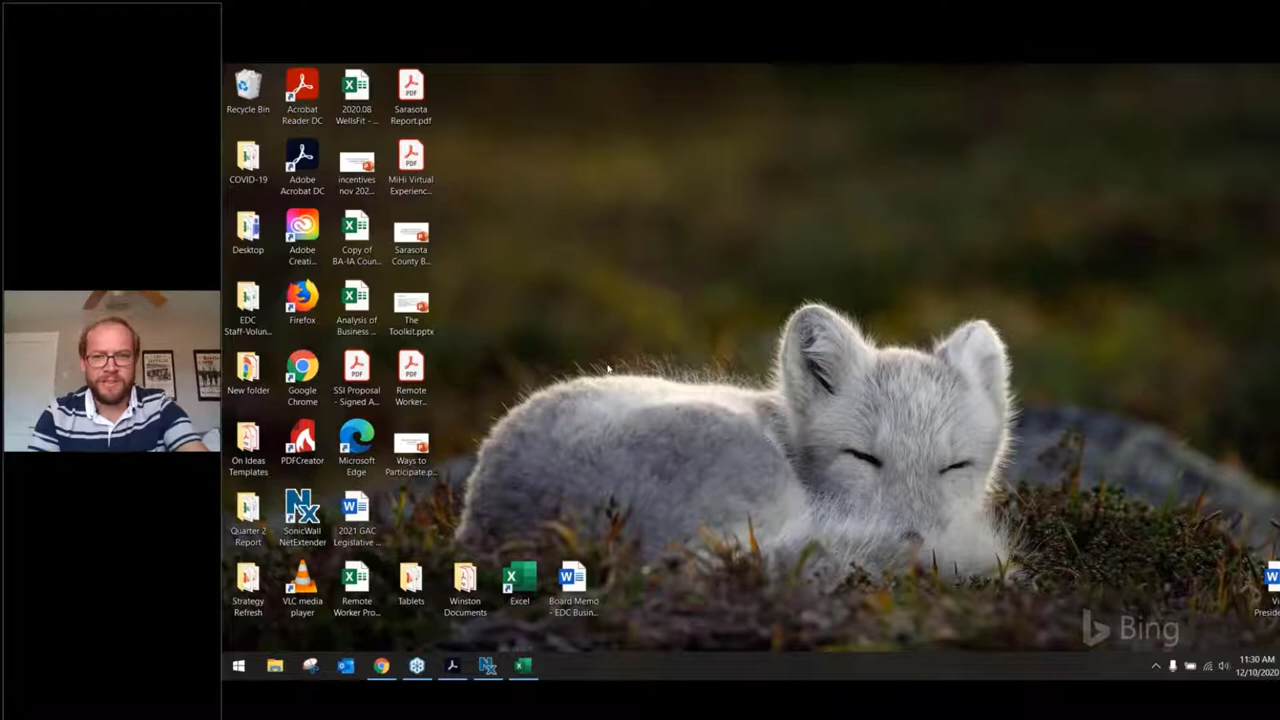 Recycle Bin
Acrobat
Reader DC
2020.08
WellsFit - ...
Sarasota
Report.pdf
COVID-19
Adobe
Acrobat DC
incentives
nov 202...
MiHi Virtual
Experienc...
Desktop
Adobe
Creati...
Copy of
BA-IA Coun...
Sarasota
County B...
EDC
Staff-Volun...
Firefox
Analysis of
Business ...
The
Toolkit.pptx
New folder
Google
Chrome
SSI Proposal
- Signed A...
Remote
Worker...
On Ideas
Templates
PDFCreator
Microsoft
Edge
Ways to
Participate.p...
Quarter 2
Report
SonicWall
NetExtender
2021 GAC
Legislative ...
Strategy
Refresh
VLC media
player
Remote
Worker Pro...
Tablets
Winston
Documents
Excel
Board Memo
- EDC Busin...
Vi
Preside
Bing
11:30 AM
12/10/2020